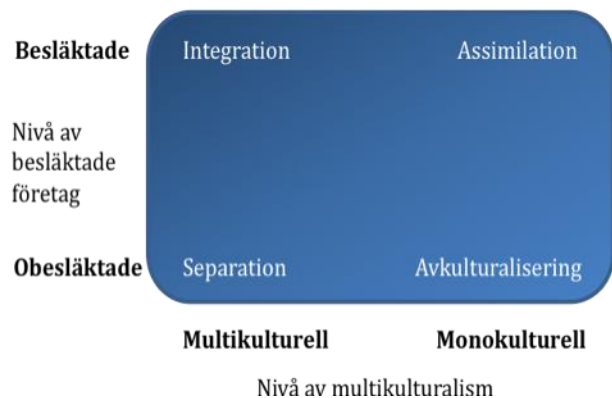 Besläktade Integration Assimilation
Nivå av
besläktade
företag
Obesläktade Separation Avkulturalisering
Multikulturell Monokulturell
Nivå av multikulturalism